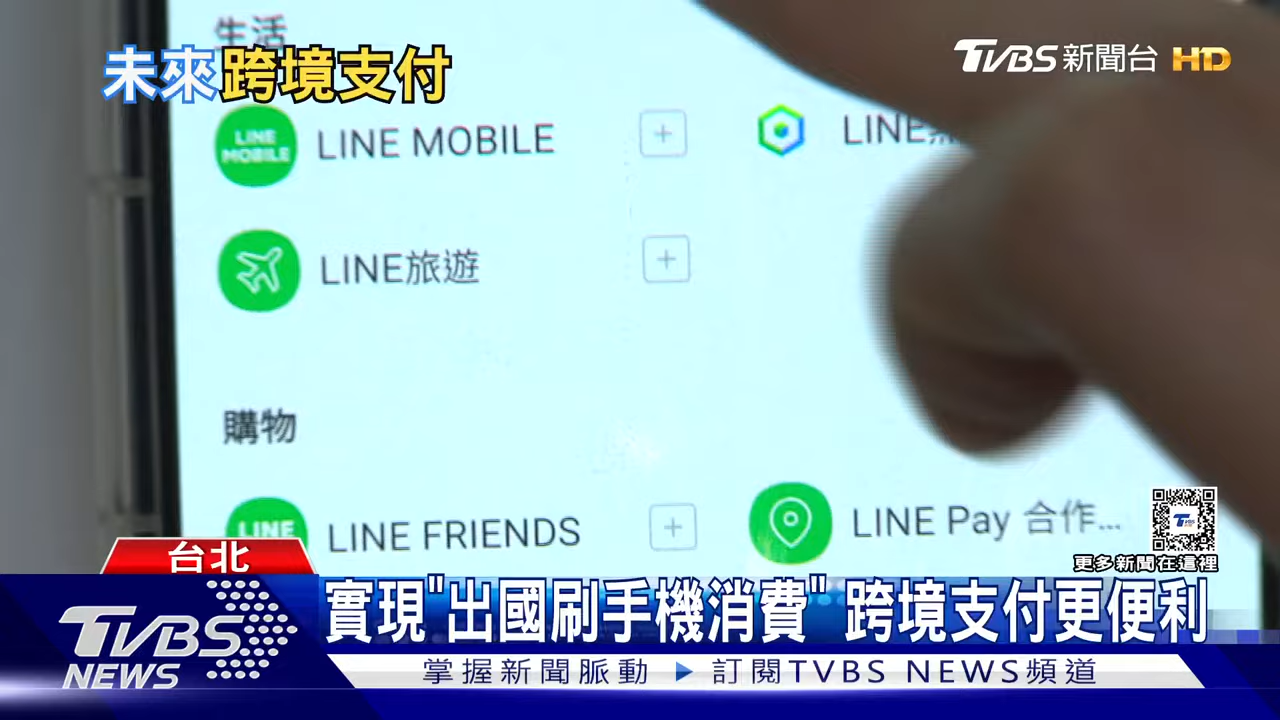 生活
未來跨境支付
TVBS新聞台 HD
LINE MOBILE
LINE MOBILE
LINE
LINE旅遊
購物
LINE
LINE FRIENDS
LINE Pay 合作...
TVBS
更多新聞在這裡
台北
實現"出國刷手機消費" 跨境支付更便利
TVBS NEWS
掌握新聞脈動 ▶ 訂閱TVBS NEWS頻道